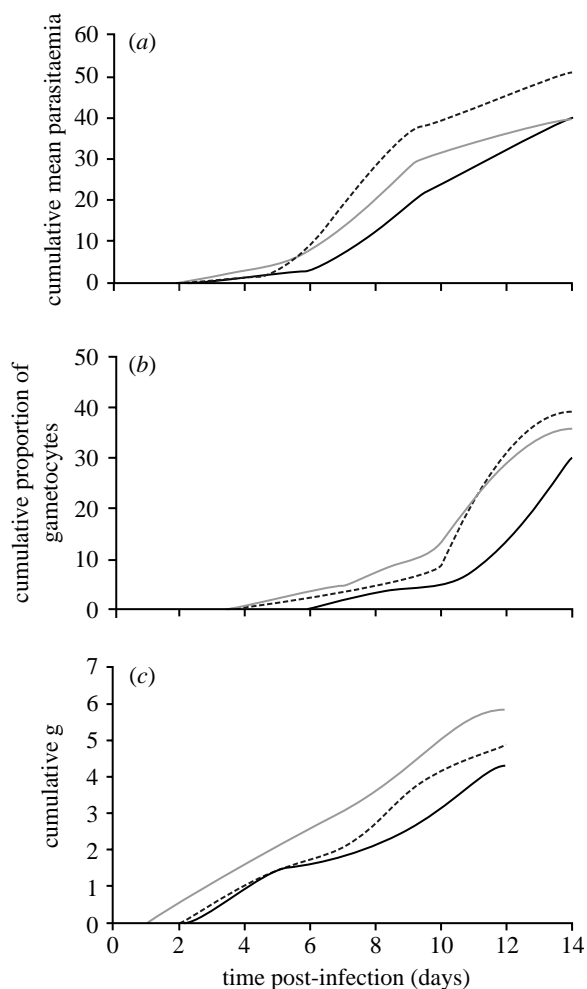 (a)
60
50
40
30
20
10
0
cumulative mean parasitaemia
(b)
50
40
30
20
10
0
cumulative proportion of
gametocytes
(c)
7
6
5
4
3
2
1
0
cumulative g
0 2 4 6 8 10 12 14
time post-infection (days)